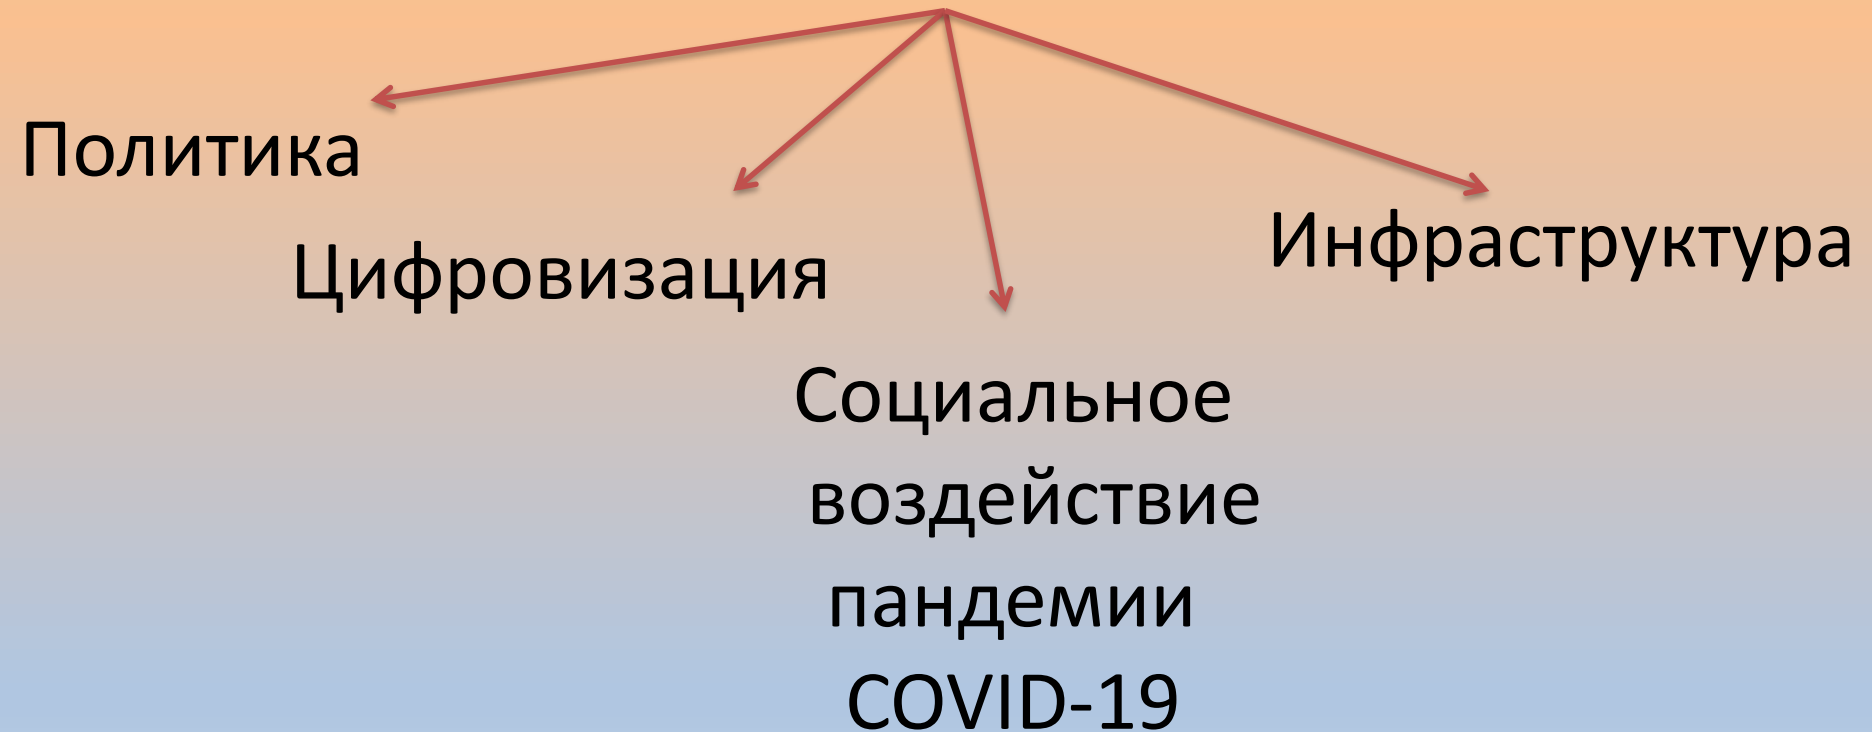 Политика
Цифровизация
Инфраструктура
Социальное
воздействие
пандемии
COVID-19